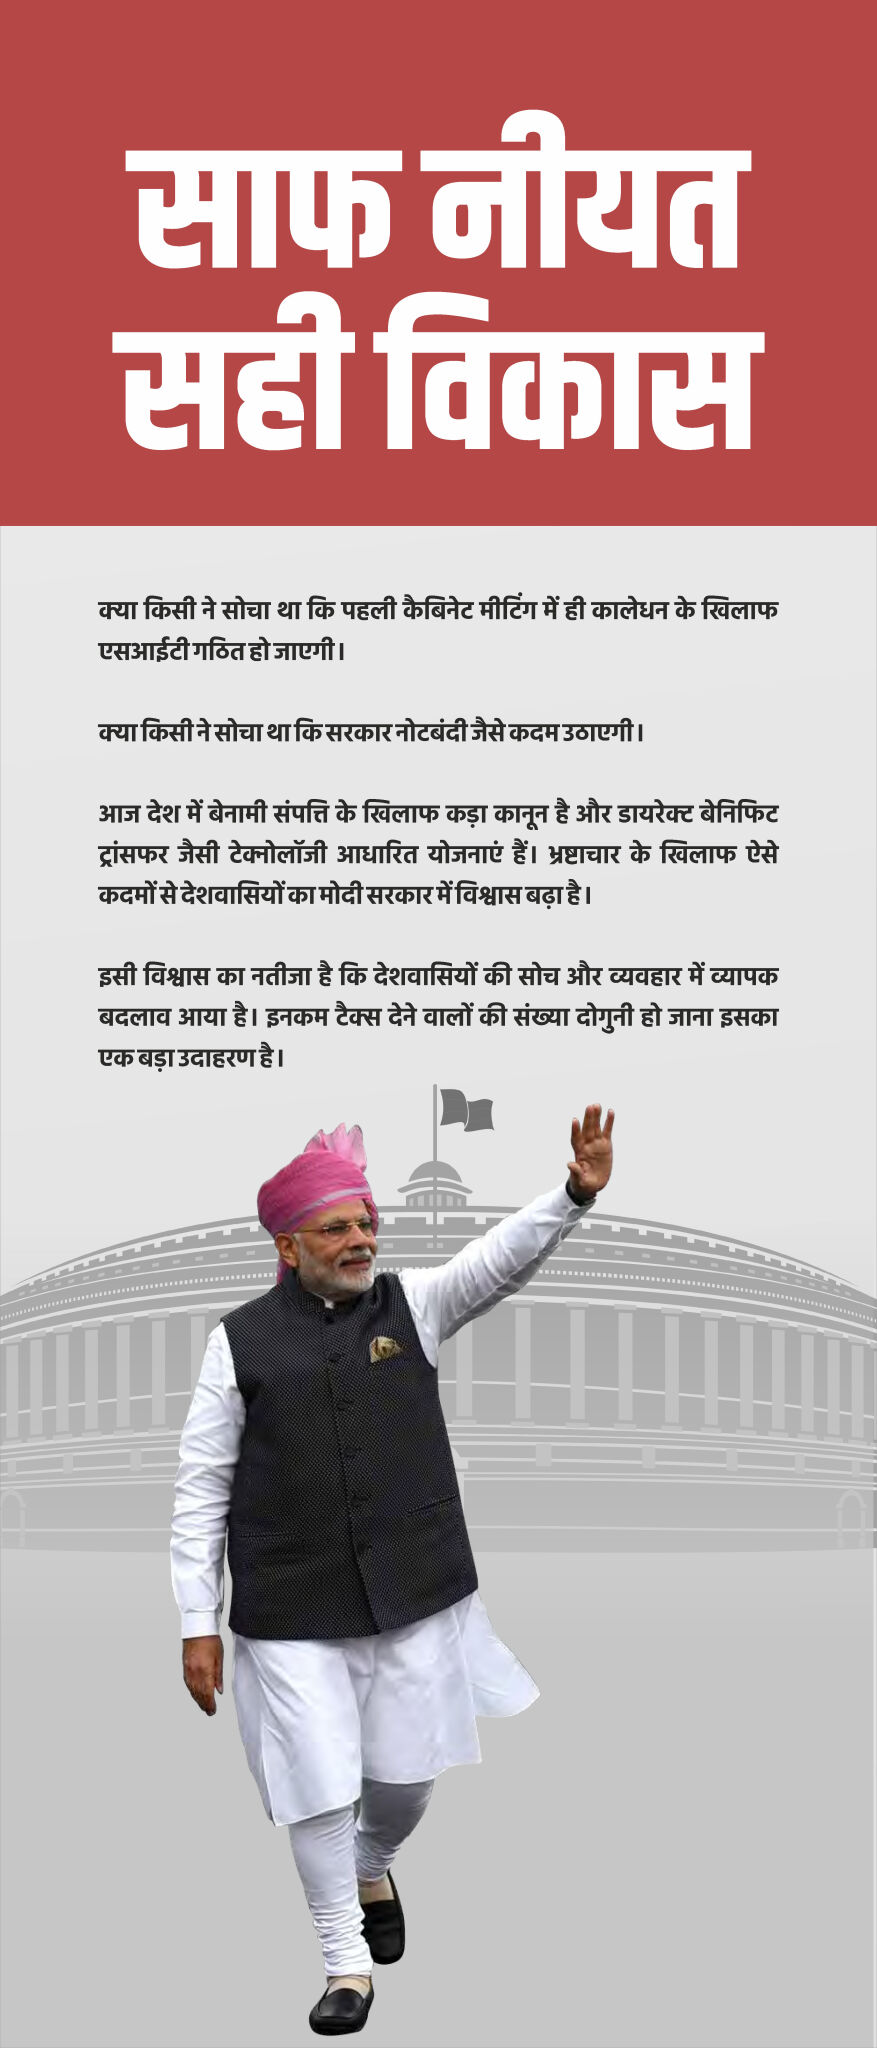 साफ नीयत
सही विकास
क्या किसी ने सोचा था कि पहली कैबिनेट मीटिंग में ही कालेधन के खिलाफ
एसआईटी गठित हो जाएगी।
क्या किसी ने सोचा था कि सरकार नोटबंदी जैसे कदम उठाएगी।
आज देश में बेनामी संपत्ति के खिलाफ कड़ा कानून है और डायरेक्ट बेनिफिट
ट्रांसफर जैसी टेक्नोलॉजी आधारित योजनाएं हैं। भ्रष्टाचार के खिलाफ ऐसे
कदमों से देशवासियों का मोदी सरकार में विश्वास बढ़ा है।
इसी विश्वास का नतीजा है कि देशवासियों की सोच और व्यवहार में व्यापक
बदलाव आया है। इनकम टैक्स देने वालों की संख्या दोगुनी हो जाना इसका
एक बड़ा उदाहरण है।